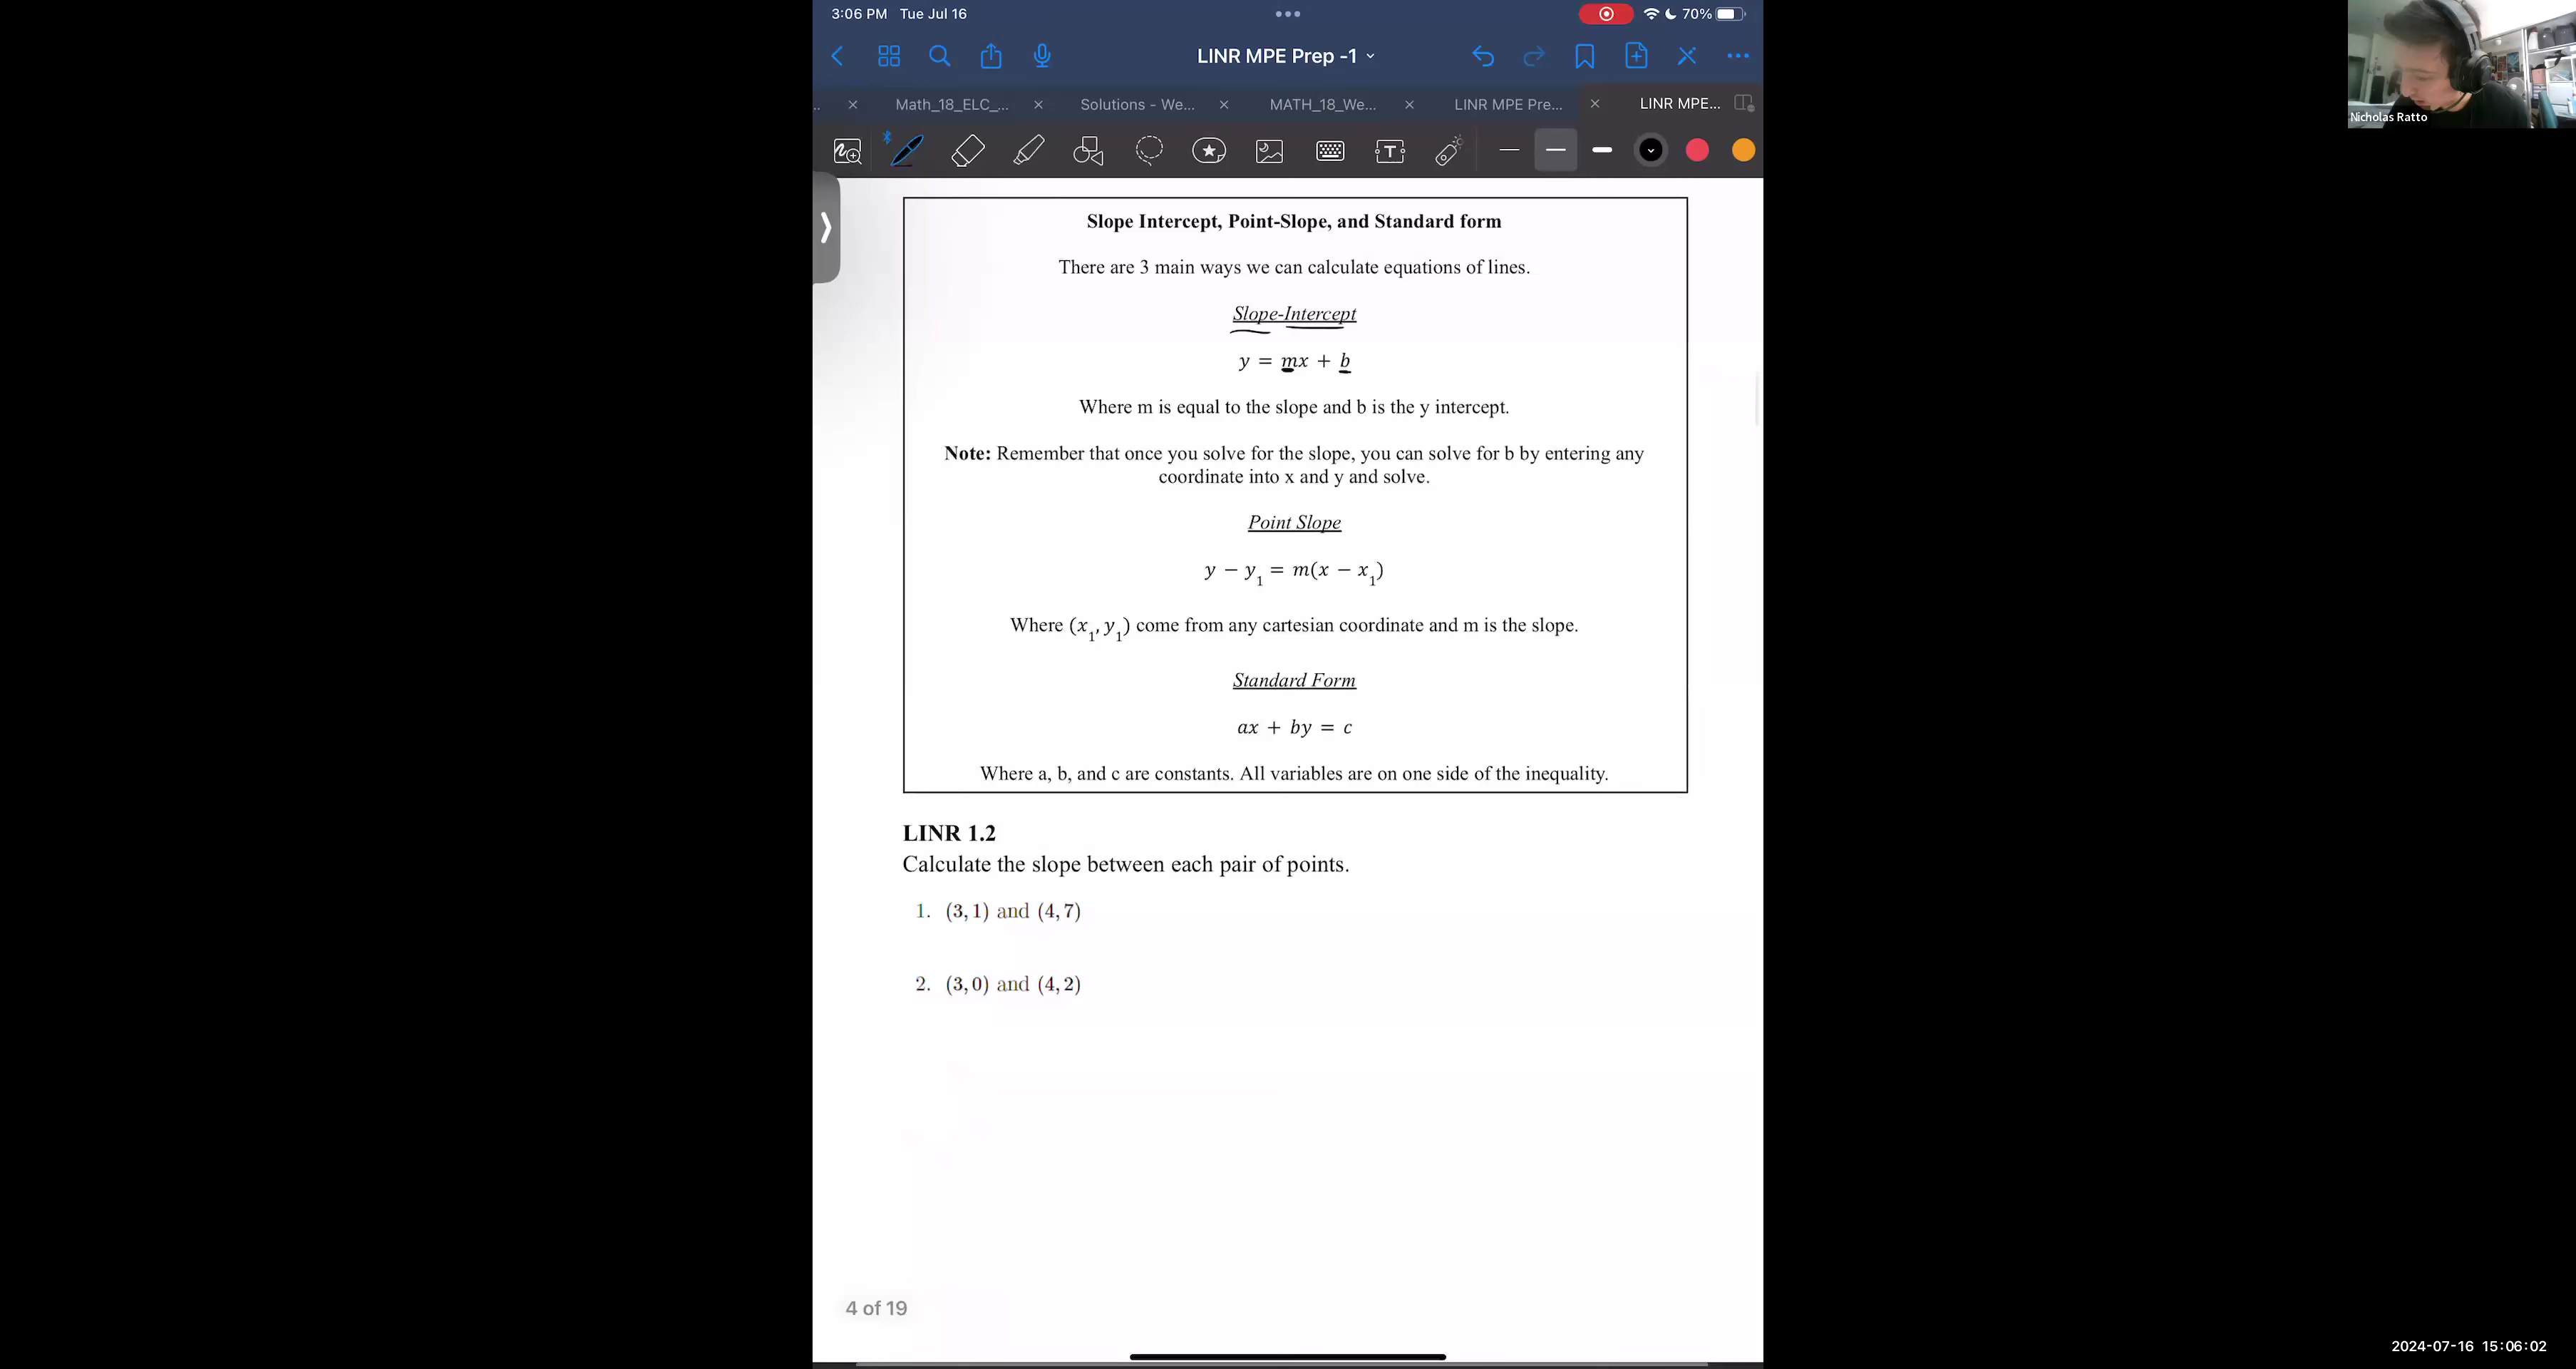 3:06 PM Tue Jul 16
70%
LINR MPE Prep -1
Math_18_ELC_...
Solutions - We...
MATH_18_We...
LINR MPE Pre...
LINR MPE...
Nicholas Ratto
Slope Intercept, Point-Slope, and Standard form
There are 3 main ways we can calculate equations of lines.
Slope-Intercept
y = mx + b
Where m is equal to the slope and b is the y intercept.
Note: Remember that once you solve for the slope, you can solve for b by entering any
coordinate into x and y and solve.
Point Slope
y − y₁ = m(x − x₁)
Where (x₁, y₁) come from any cartesian coordinate and m is the slope.
Standard Form
ax + by = c
Where a, b, and c are constants. All variables are on one side of the inequality.
LINR 1.2
Calculate the slope between each pair of points.
1. (3, 1) and (4, 7)
2. (3, 0) and (4, 2)
4 of 19
2024-07-16 15:06:02